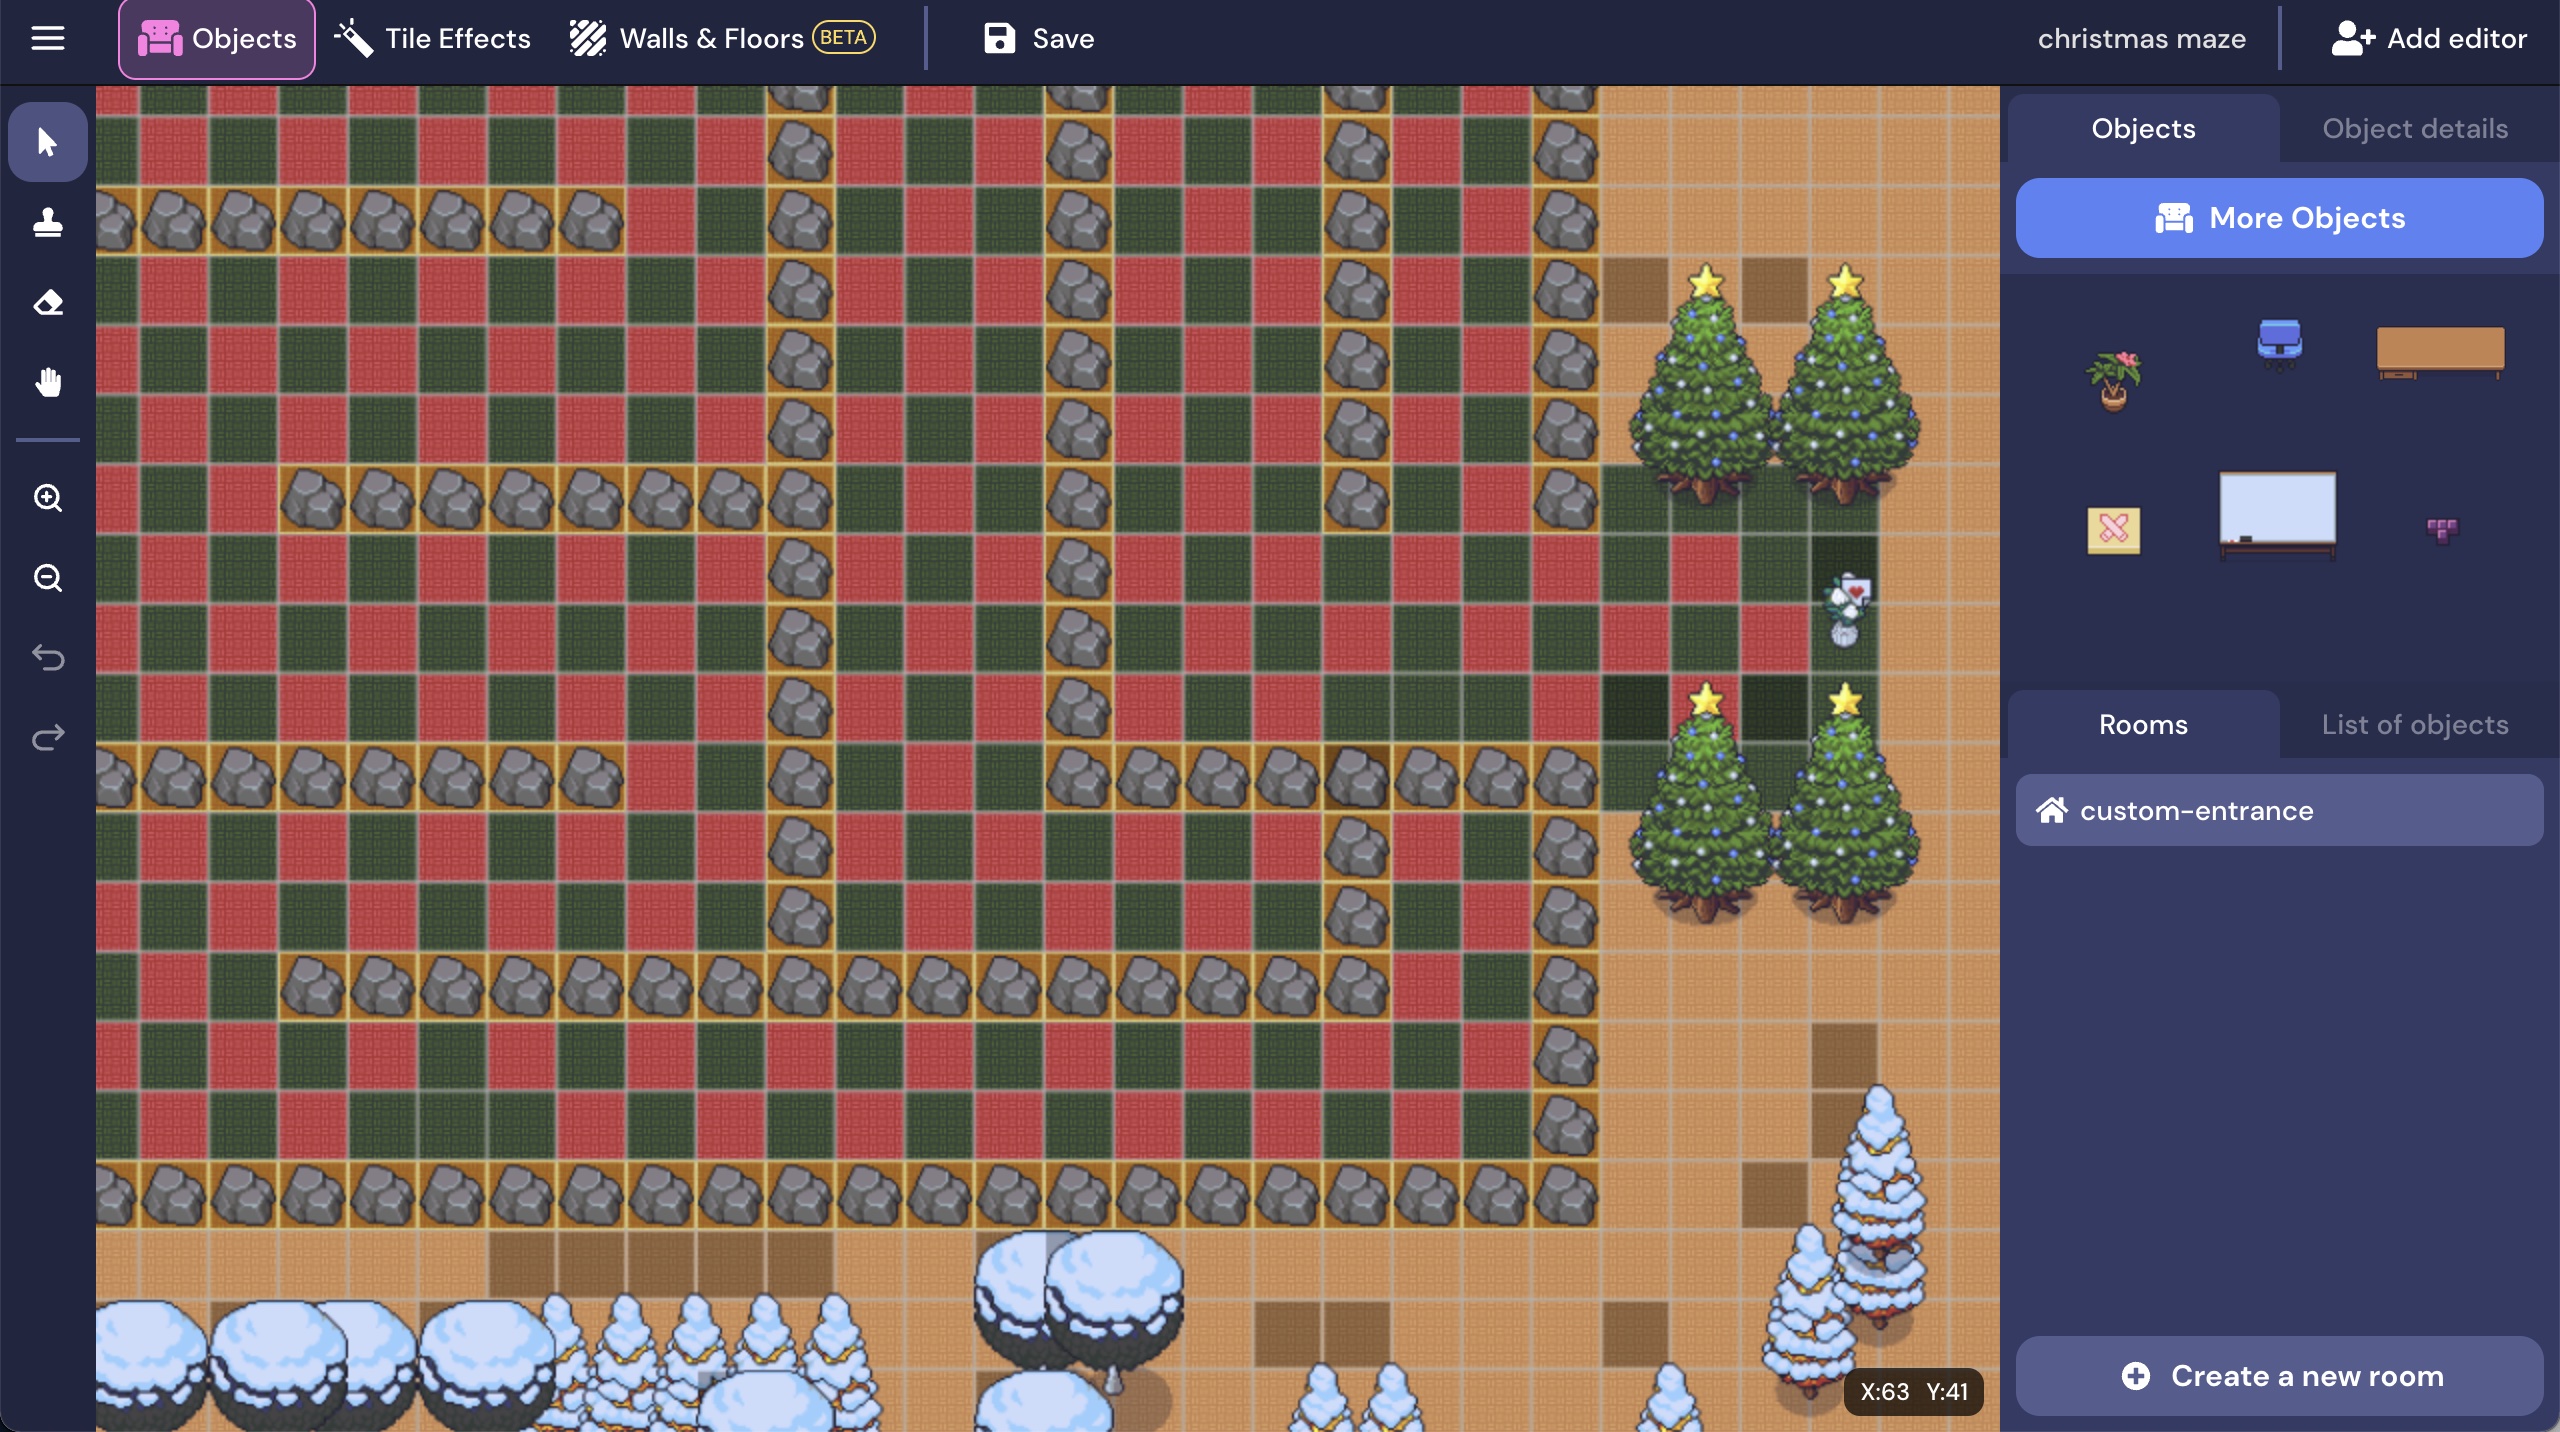 Objects
Tile Effects
Walls & Floors BETA
Save
christmas maze
Add editor
Objects
Object details
More Objects
Rooms
List of objects
custom-entrance
X:63 Y:41
Create a new room